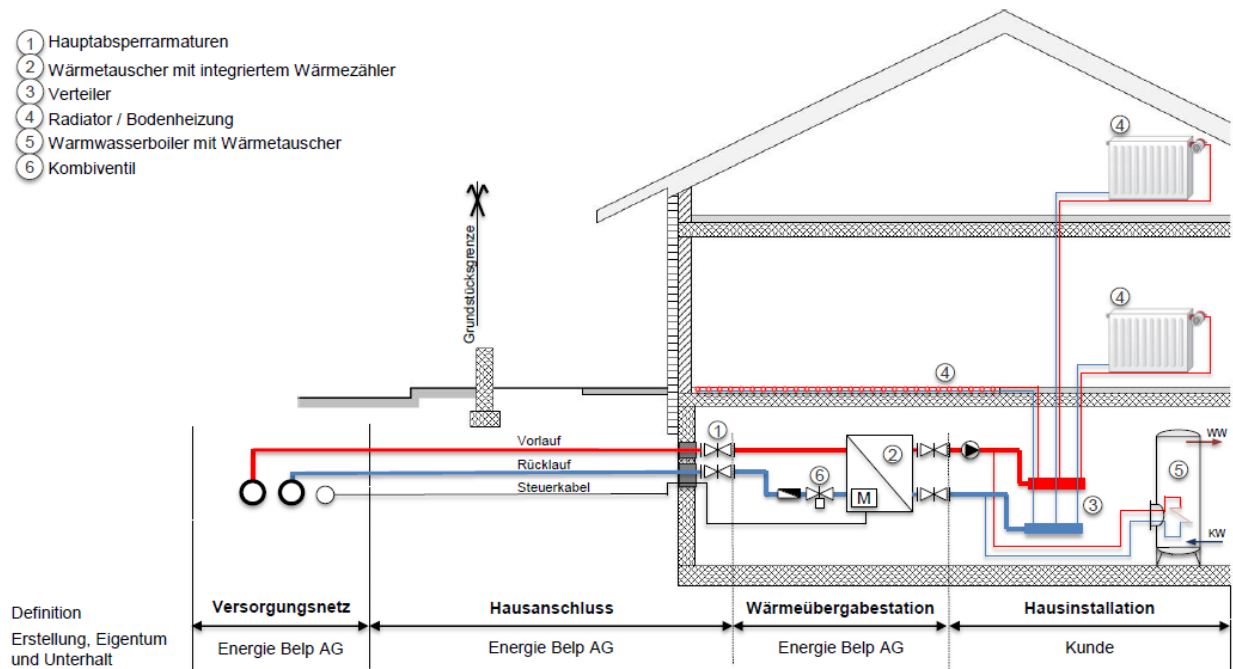 1 Hauptabsperrarmaturen
2 Wärmetauscher mit integriertem Wärmezähler
3 Verteiler
4 Radiator / Bodenheizung
5 Warmwasserboiler mit Wärmetauscher
6 Kombiventil
4
Grundstücksgrenze
4
4
Vorlauf
1
Rücklauf
2
6
Steuerkabel
M
3
WW
5
KW
Definition
Versorgungsnetz
Hausanschluss
Wärmeübergabestation
Hausinstallation
Erstellung, Eigentum
und Unterhalt
Energie Belp AG
Energie Belp AG
Energie Belp AG
Kunde